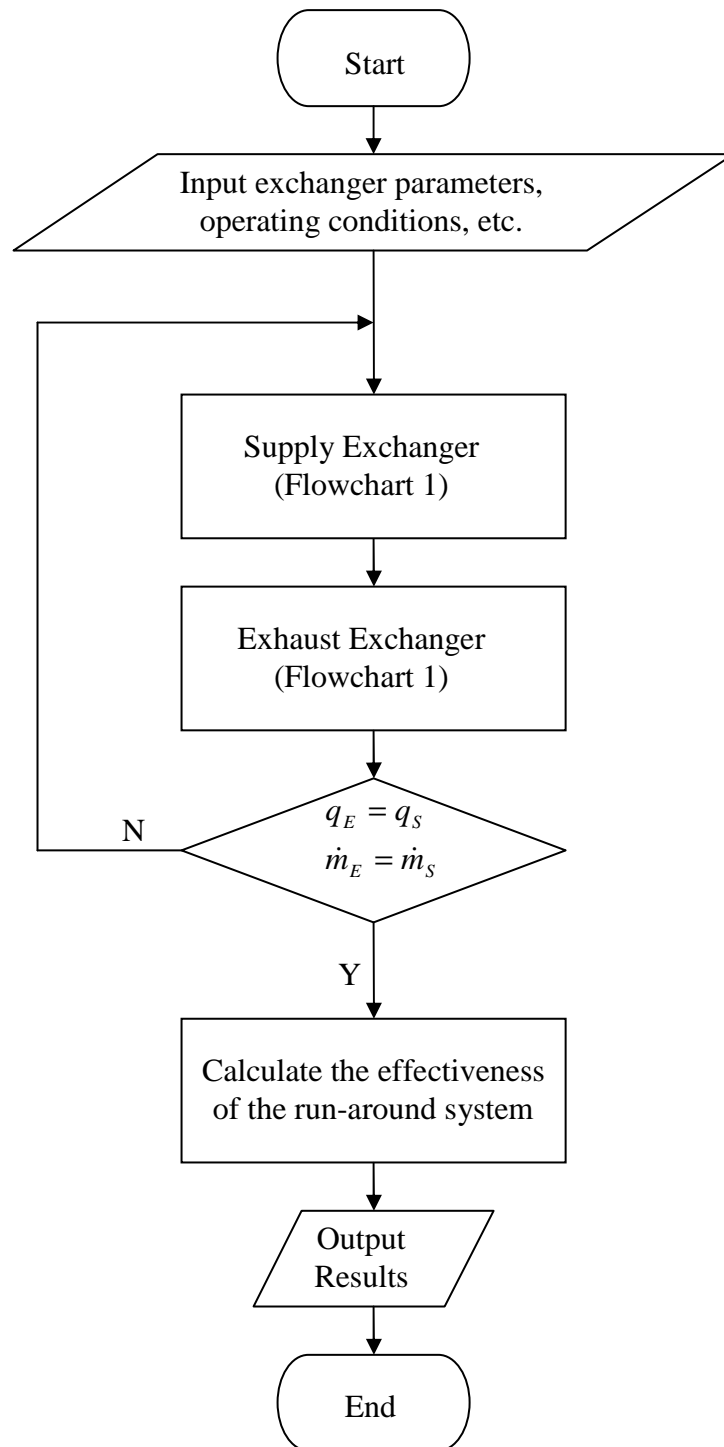 Start
Input exchanger parameters,
operating conditions, etc.
Supply Exchanger
(Flowchart 1)
Exhaust Exchanger
(Flowchart 1)
q_E = q_S
N
ṁ_E = ṁ_S
Y
Calculate the effectiveness
of the run-around system
Output
Results
End